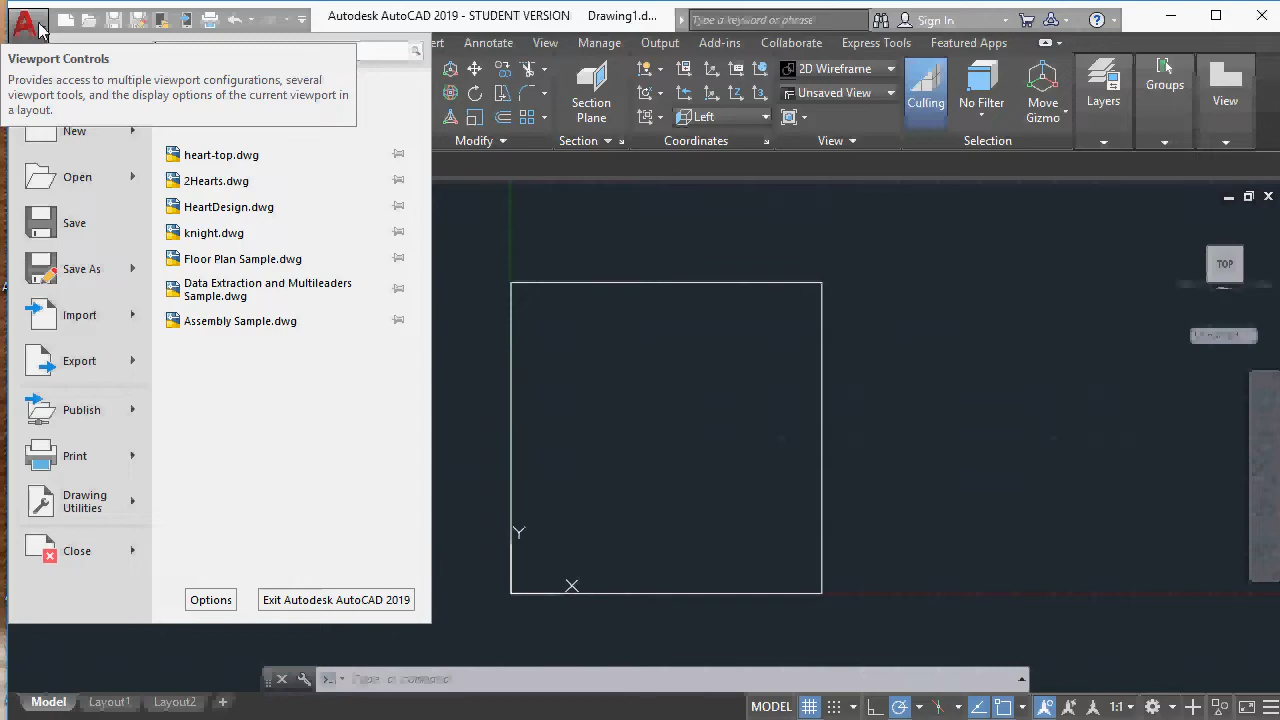 Autodesk AutoCAD 2019 - STUDENT VERSION Drawing1.d...
Type a keyword or phrase
Sign In
Annotate View Manage Output Add-ins Collaborate Express Tools Featured Apps
Viewport Controls
Provides access to multiple viewport configurations, several
viewport tools, and the display options of the current viewport in
a layout.
New
Open
Save
Save As
Import
Export
Publish
Print
Drawing
Utilities
Close
heart-top.dwg
2Hearts.dwg
HeartDesign.dwg
knight.dwg
Floor Plan Sample.dwg
Data Extraction and Multileaders
Sample.dwg
Assembly Sample.dwg
Options
Exit Autodesk AutoCAD 2019
Section
Plane
2D Wireframe
Unsaved View
Left
Culling
No Filter
Move
Gizmo
Layers
Groups
View
Modify
Section
Coordinates
View
Selection
TOP
Y
X
Type a command
Model
Layout1
Layout2
MODEL
1:1